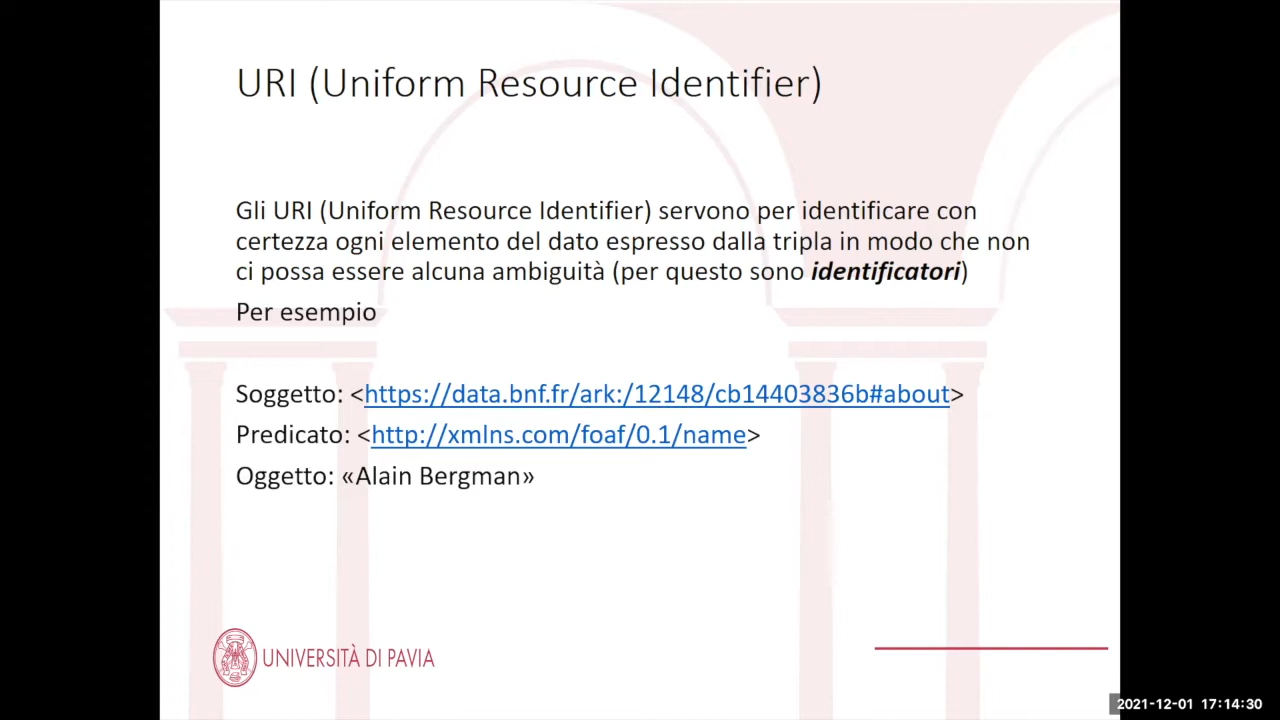 URI (Uniform Resource Identifier)
Gli URI (Uniform Resource Identifier) servono per identificare con
certezza ogni elemento del dato espresso dalla tripla in modo che non
ci possa essere alcuna ambiguità (per questo sono identificatori)
Per esempio
Soggetto: <https://data.bnf.fr/ark:/12148/cb14403836b#about>
Predicato: <http://xmlns.com/foaf/0.1/name>
Oggetto: «Alain Bergman»
UNIVERSITÀ DI PAVIA
2021-12-01 17:14:30